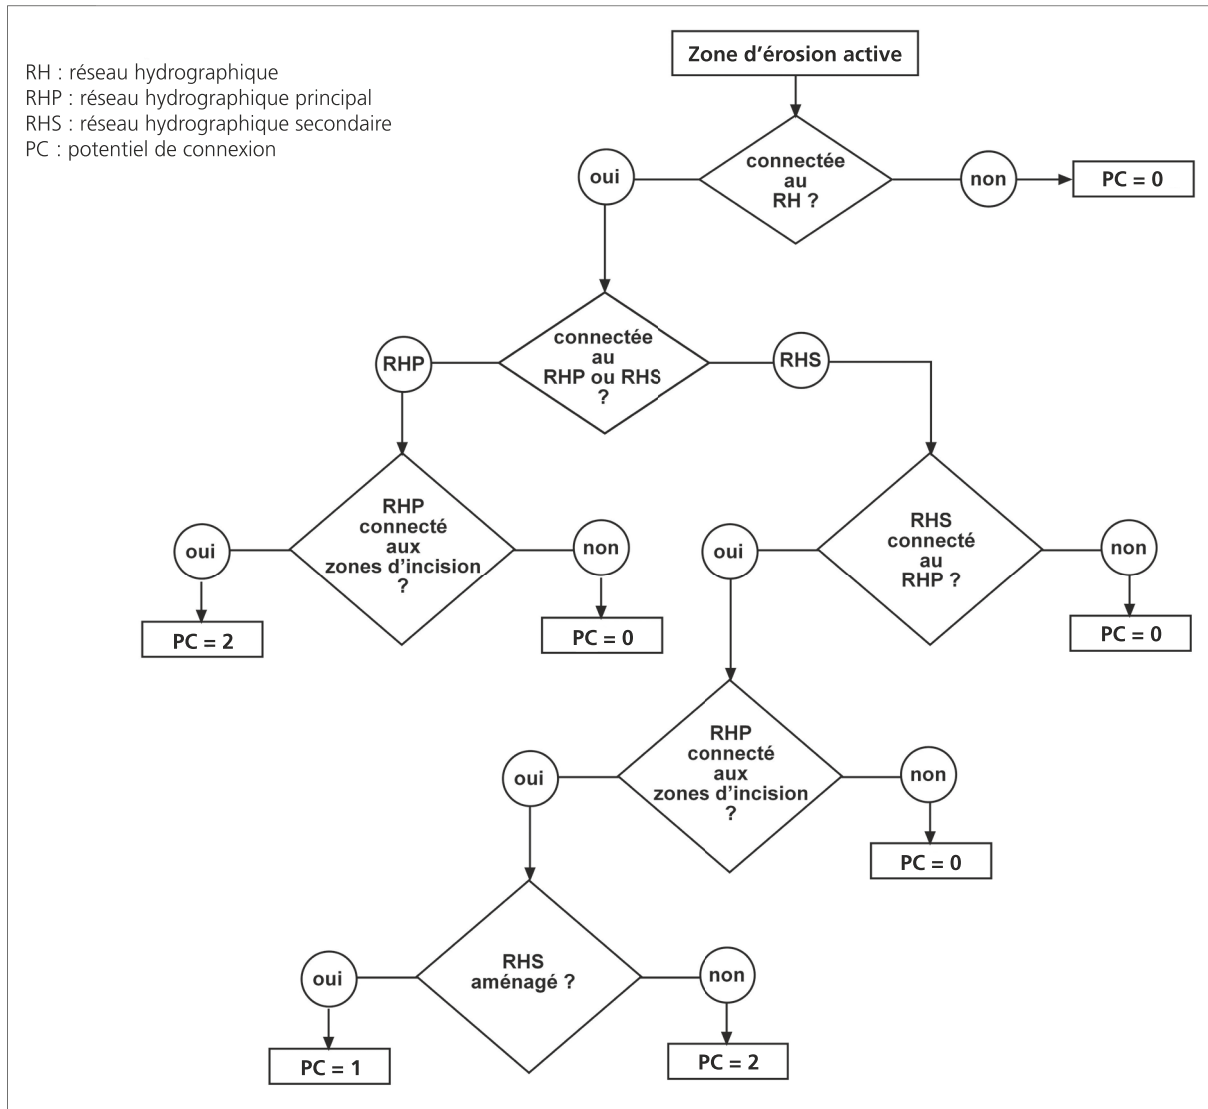 RH : réseau hydrographique
RHP : réseau hydrographique principal
RHS : réseau hydrographique secondaire
PC : potentiel de connexion
Zone d'érosion active
connectée
au
RH ?
oui
non
PC = 0
connectée
au
RHP ou RHS
?
RHP
RHS
RHP
connecté
aux
zones d'incision
?
oui
non
PC = 2
PC = 0
RHS
connecté
au
RHP ?
oui
non
PC = 0
RHP
connecté
aux
zones d'incision
?
oui
non
PC = 0
RHS
aménagé ?
oui
non
PC = 1
PC = 2